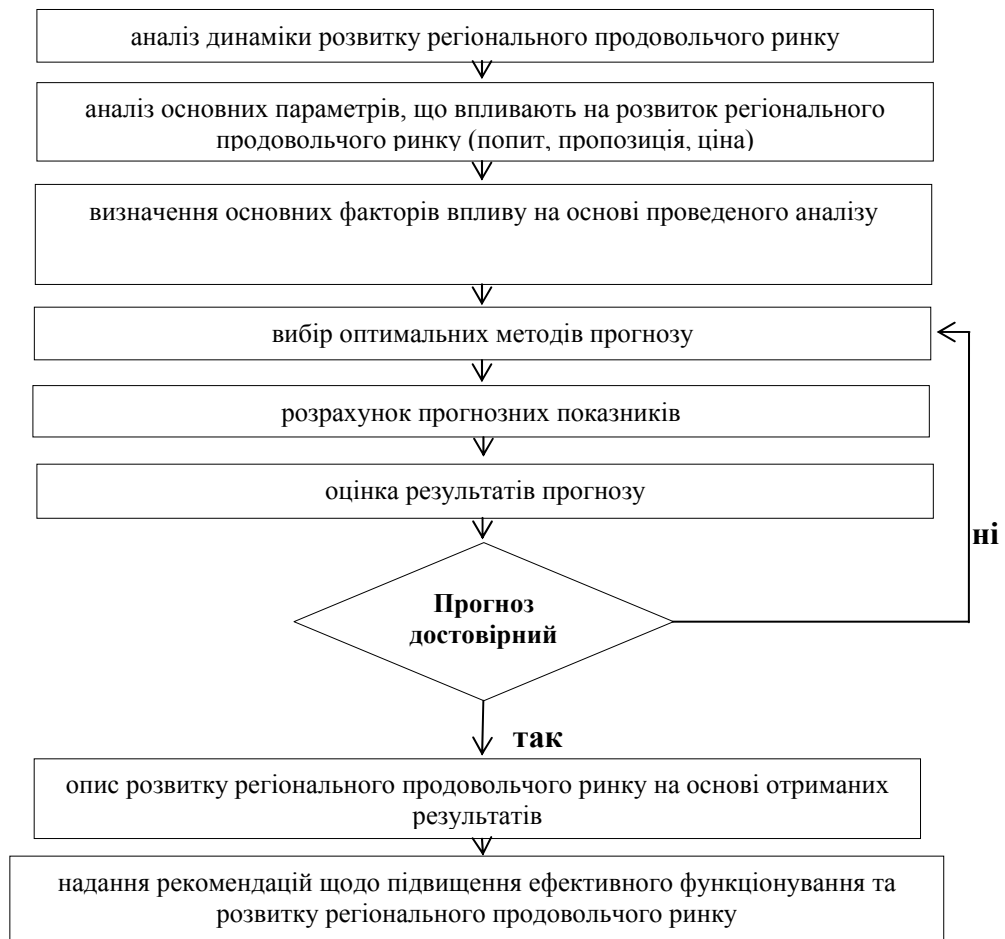 аналіз динаміки розвитку регіонального продовольчого ринку
аналіз основних параметрів, що впливають на розвиток регіонального
продовольчого ринку (попит, пропозиція, ціна)
визначення основних факторів впливу на основі проведеного аналізу
вибір оптимальних методів прогнозу
розрахунок прогнозних показників
оцінка результатів прогнозу
ні
Прогноз
достовірний
так
опис розвитку регіонального продовольчого ринку на основі отриманих
результатів
надання рекомендацій щодо підвищення ефективного функціонування та
розвитку регіонального продовольчого ринку